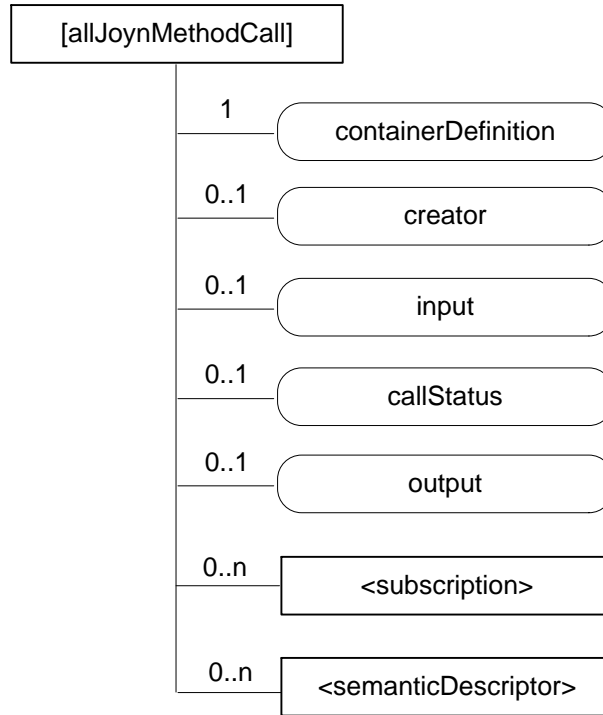 [allJoynMethodCall]
1
containerDefinition
0..1
creator
0..1
input
0..1
callStatus
0..1
output
0..n
<subscription>
0..n
<semanticDescriptor>